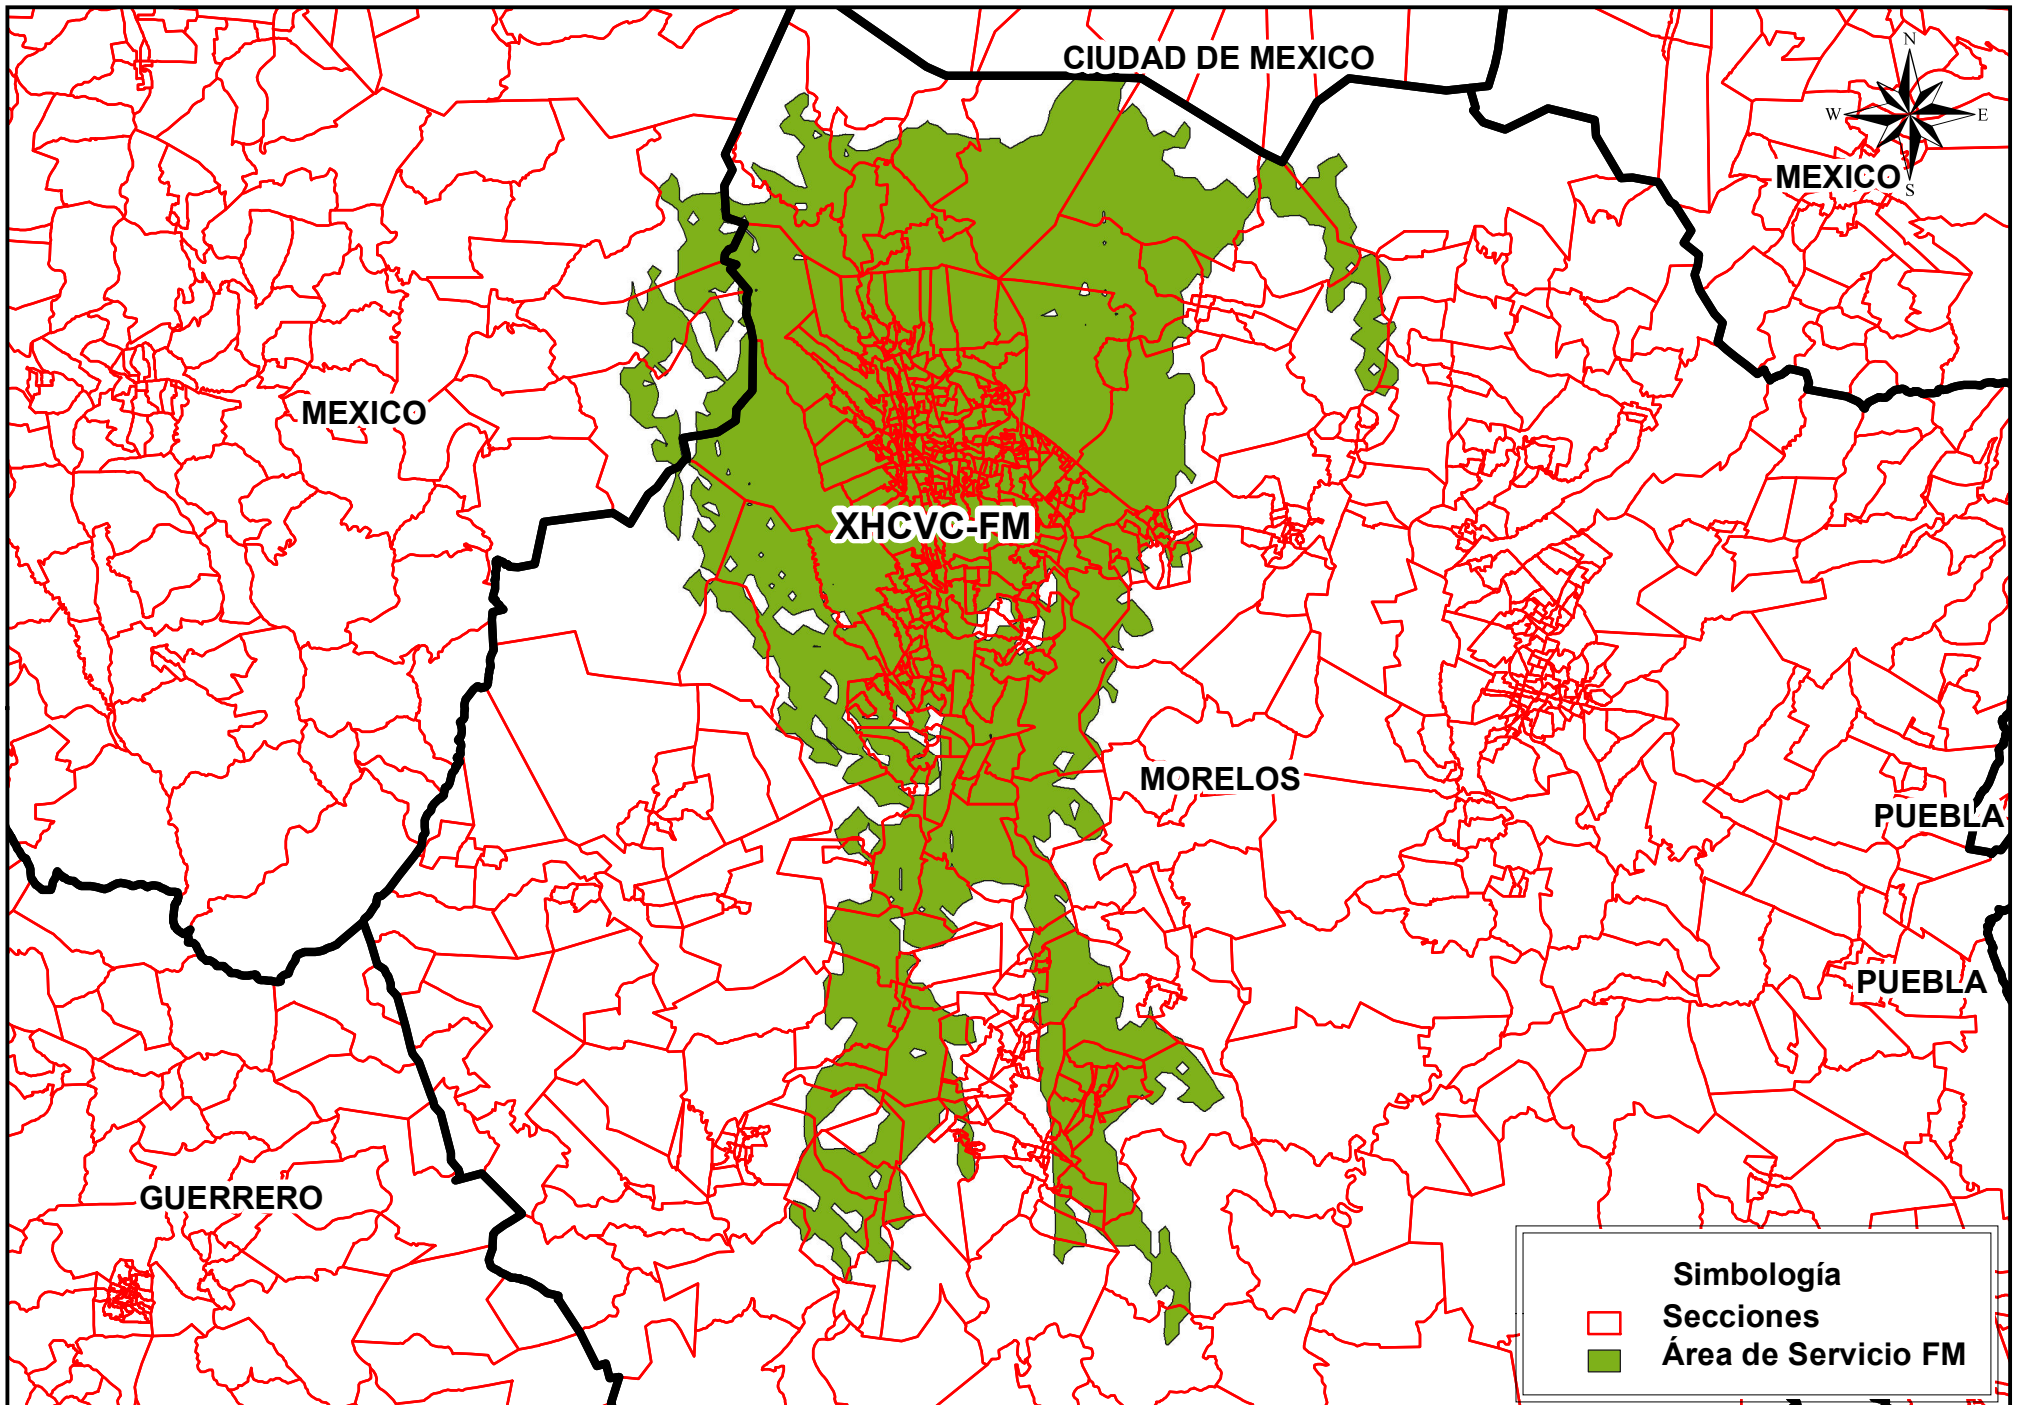 CIUDAD DE MEXICO
N
W
E
S
MEXICO
MEXICO
XHCVC-FM
MORELOS
PUEBLA
PUEBLA
GUERRERO
Simbología
Secciones
Área de Servicio FM